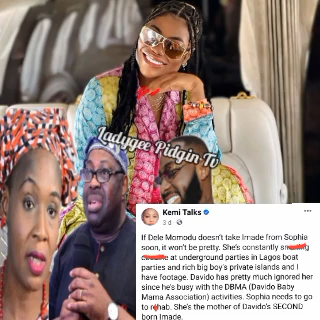 Ladygee Pidgin Tv
Kemi Talks
3 d
If Dele Momodu doesn't take Imade from Sophia
soon, it won't be pretty. She's constantly
at underground parties in Lagos boat
parties and rich big boy's private islands and I
have footage. Davido has pretty much ignored
her since he's busy with the DBMA (Davido Baby
Mama Association) activities. Sophia needs to go
to She's the mother of Davido's SECOND
born Imade.